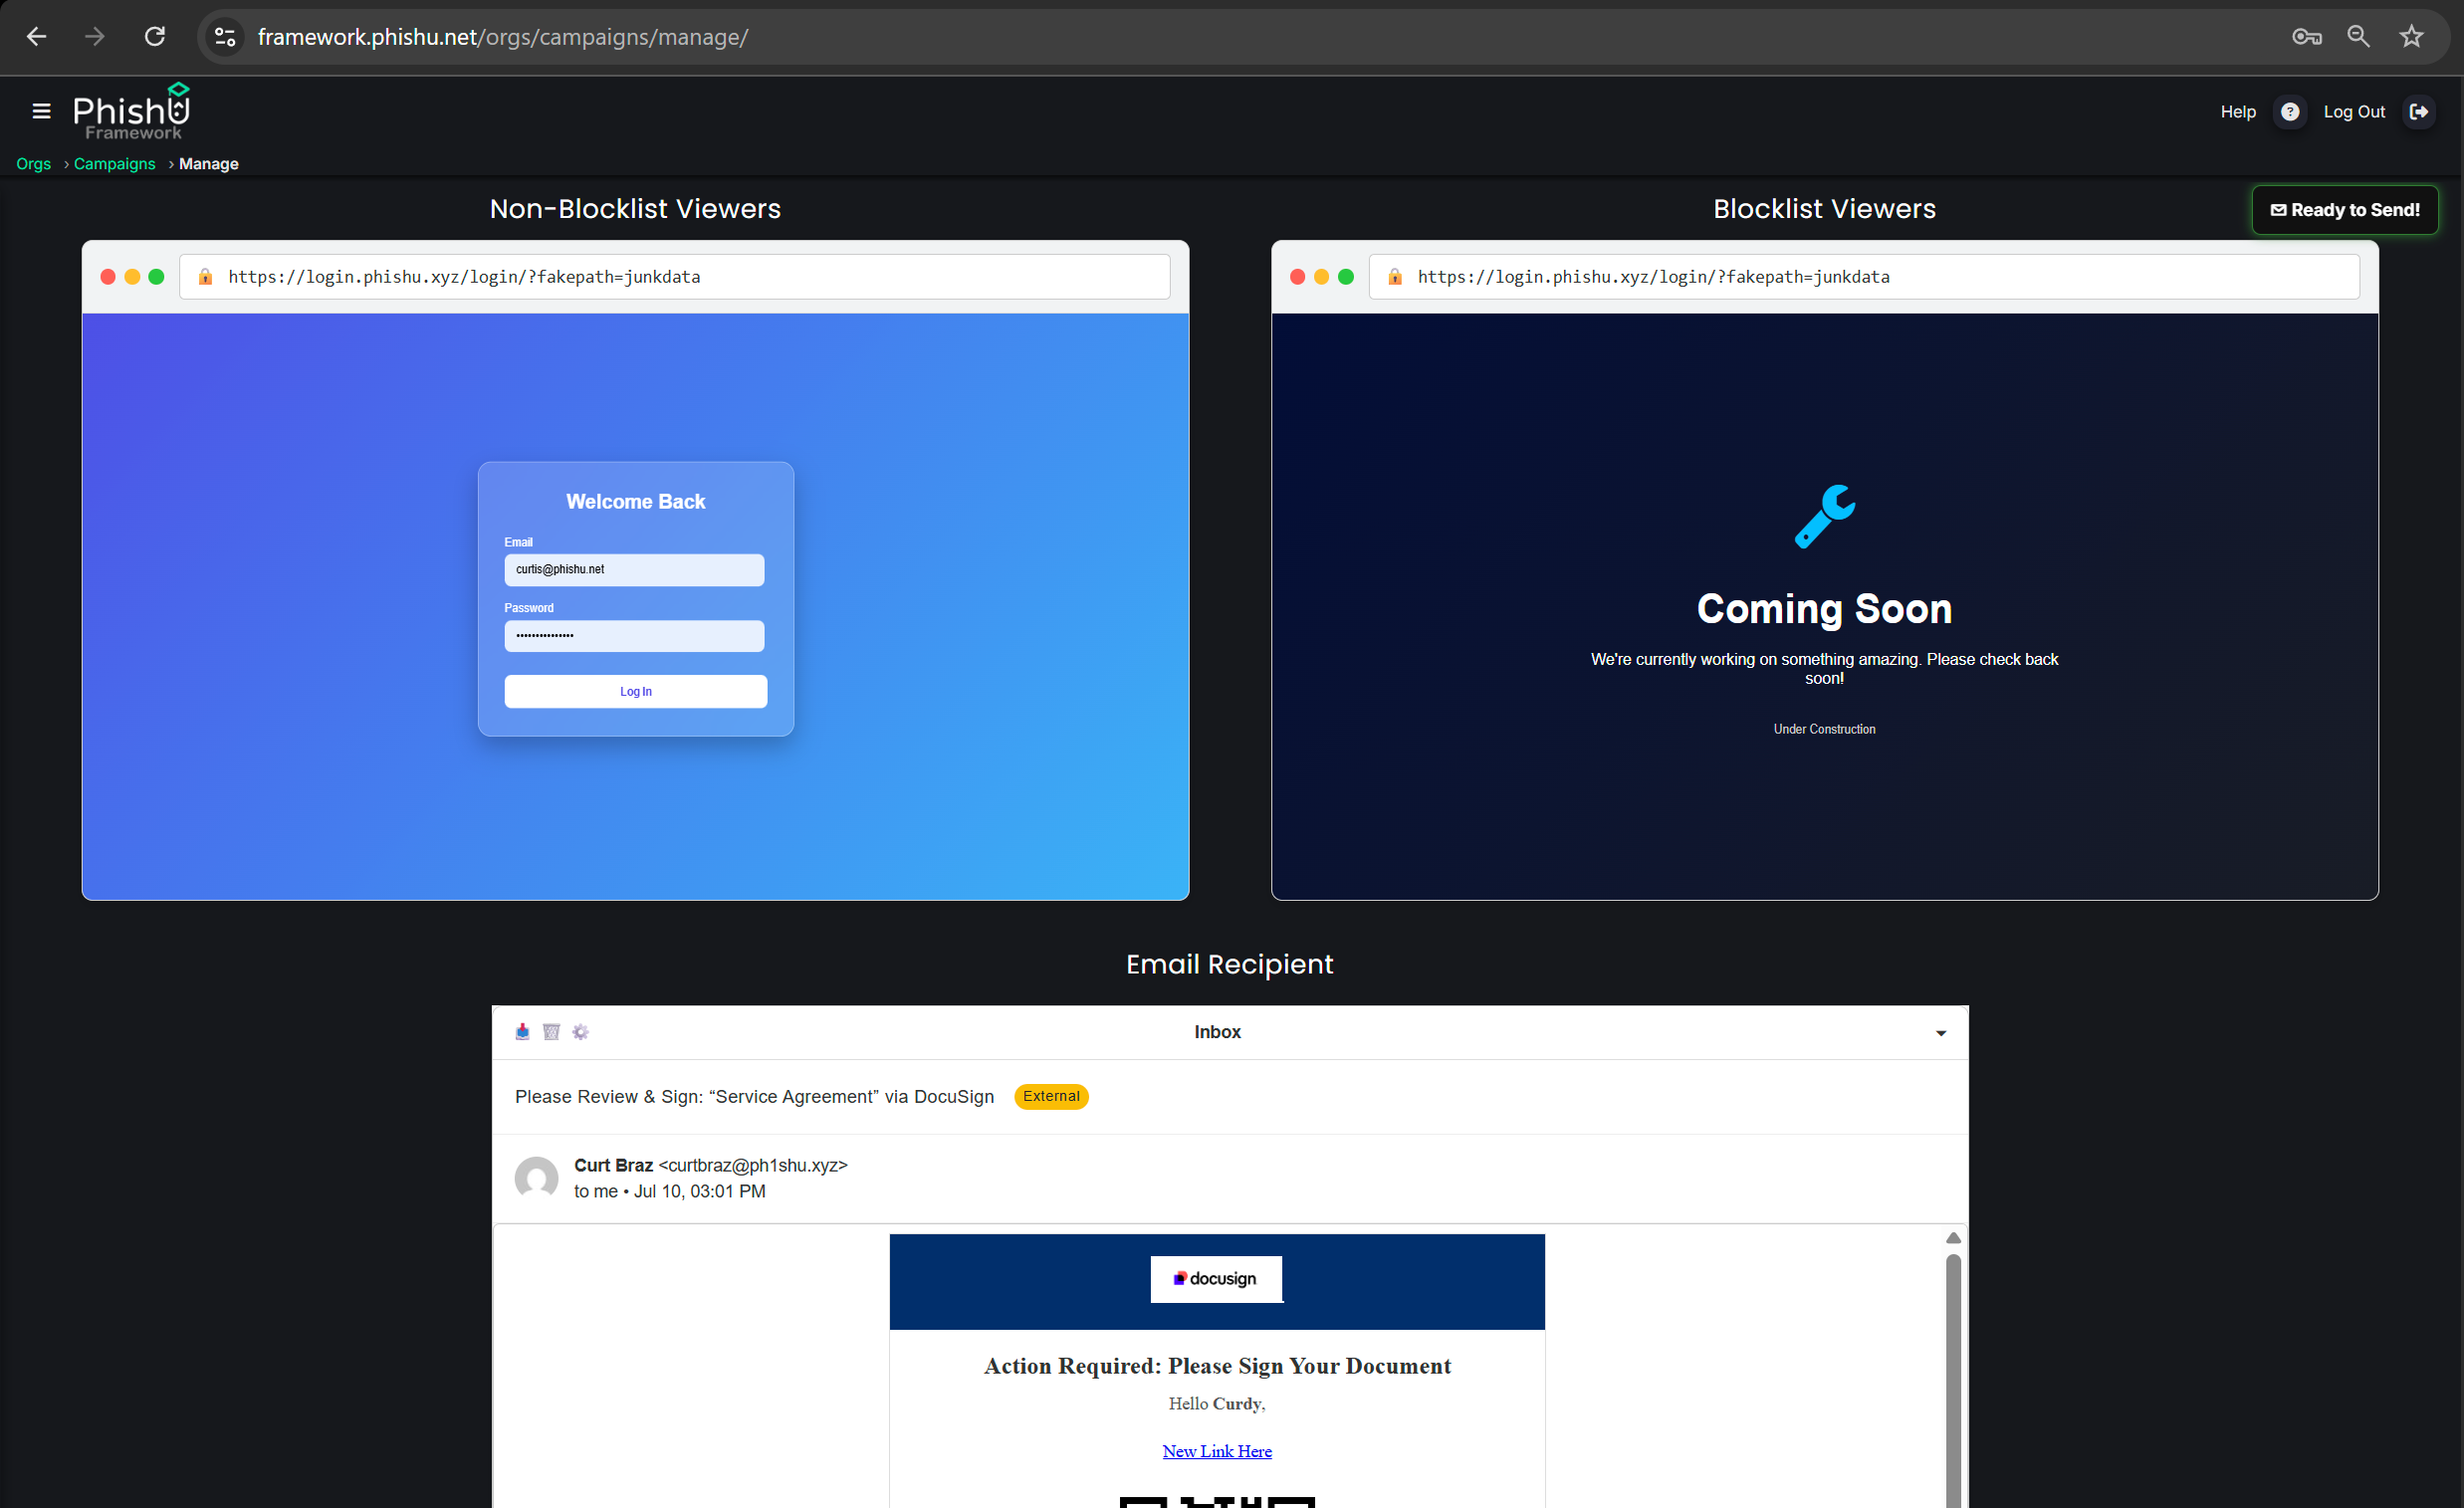 framework.phishu.net/orgs/campaigns/manage/
PhishU
Framework
Help
Log Out
Orgs › Campaigns › Manage
Non-Blocklist Viewers
Blocklist Viewers
Ready to Send!
https://login.phishu.xyz/login/?fakepath=junkdata
Welcome Back
Email
curtis@phishu.net
Password
•••••••••••••••
Log In
https://login.phishu.xyz/login/?fakepath=junkdata
Coming Soon
We're currently working on something amazing. Please check back
soon!
Under Construction
Email Recipient
Inbox
Please Review & Sign: “Service Agreement” via DocuSign External
Curt Braz <curtbraz@ph1shu.xyz>
to me • Jul 10, 03:01 PM
docusign
Action Required: Please Sign Your Document
Hello Curdy,
New Link Here